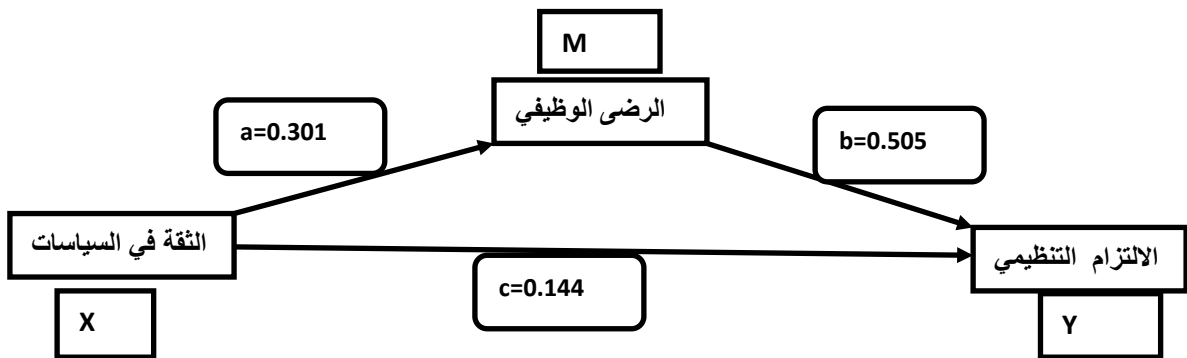 M
الرضى الوظيفي
a=0.301
b=0.505
الثقة في السياسات
الالتزام التنظيمي
c=0.144
X
Y